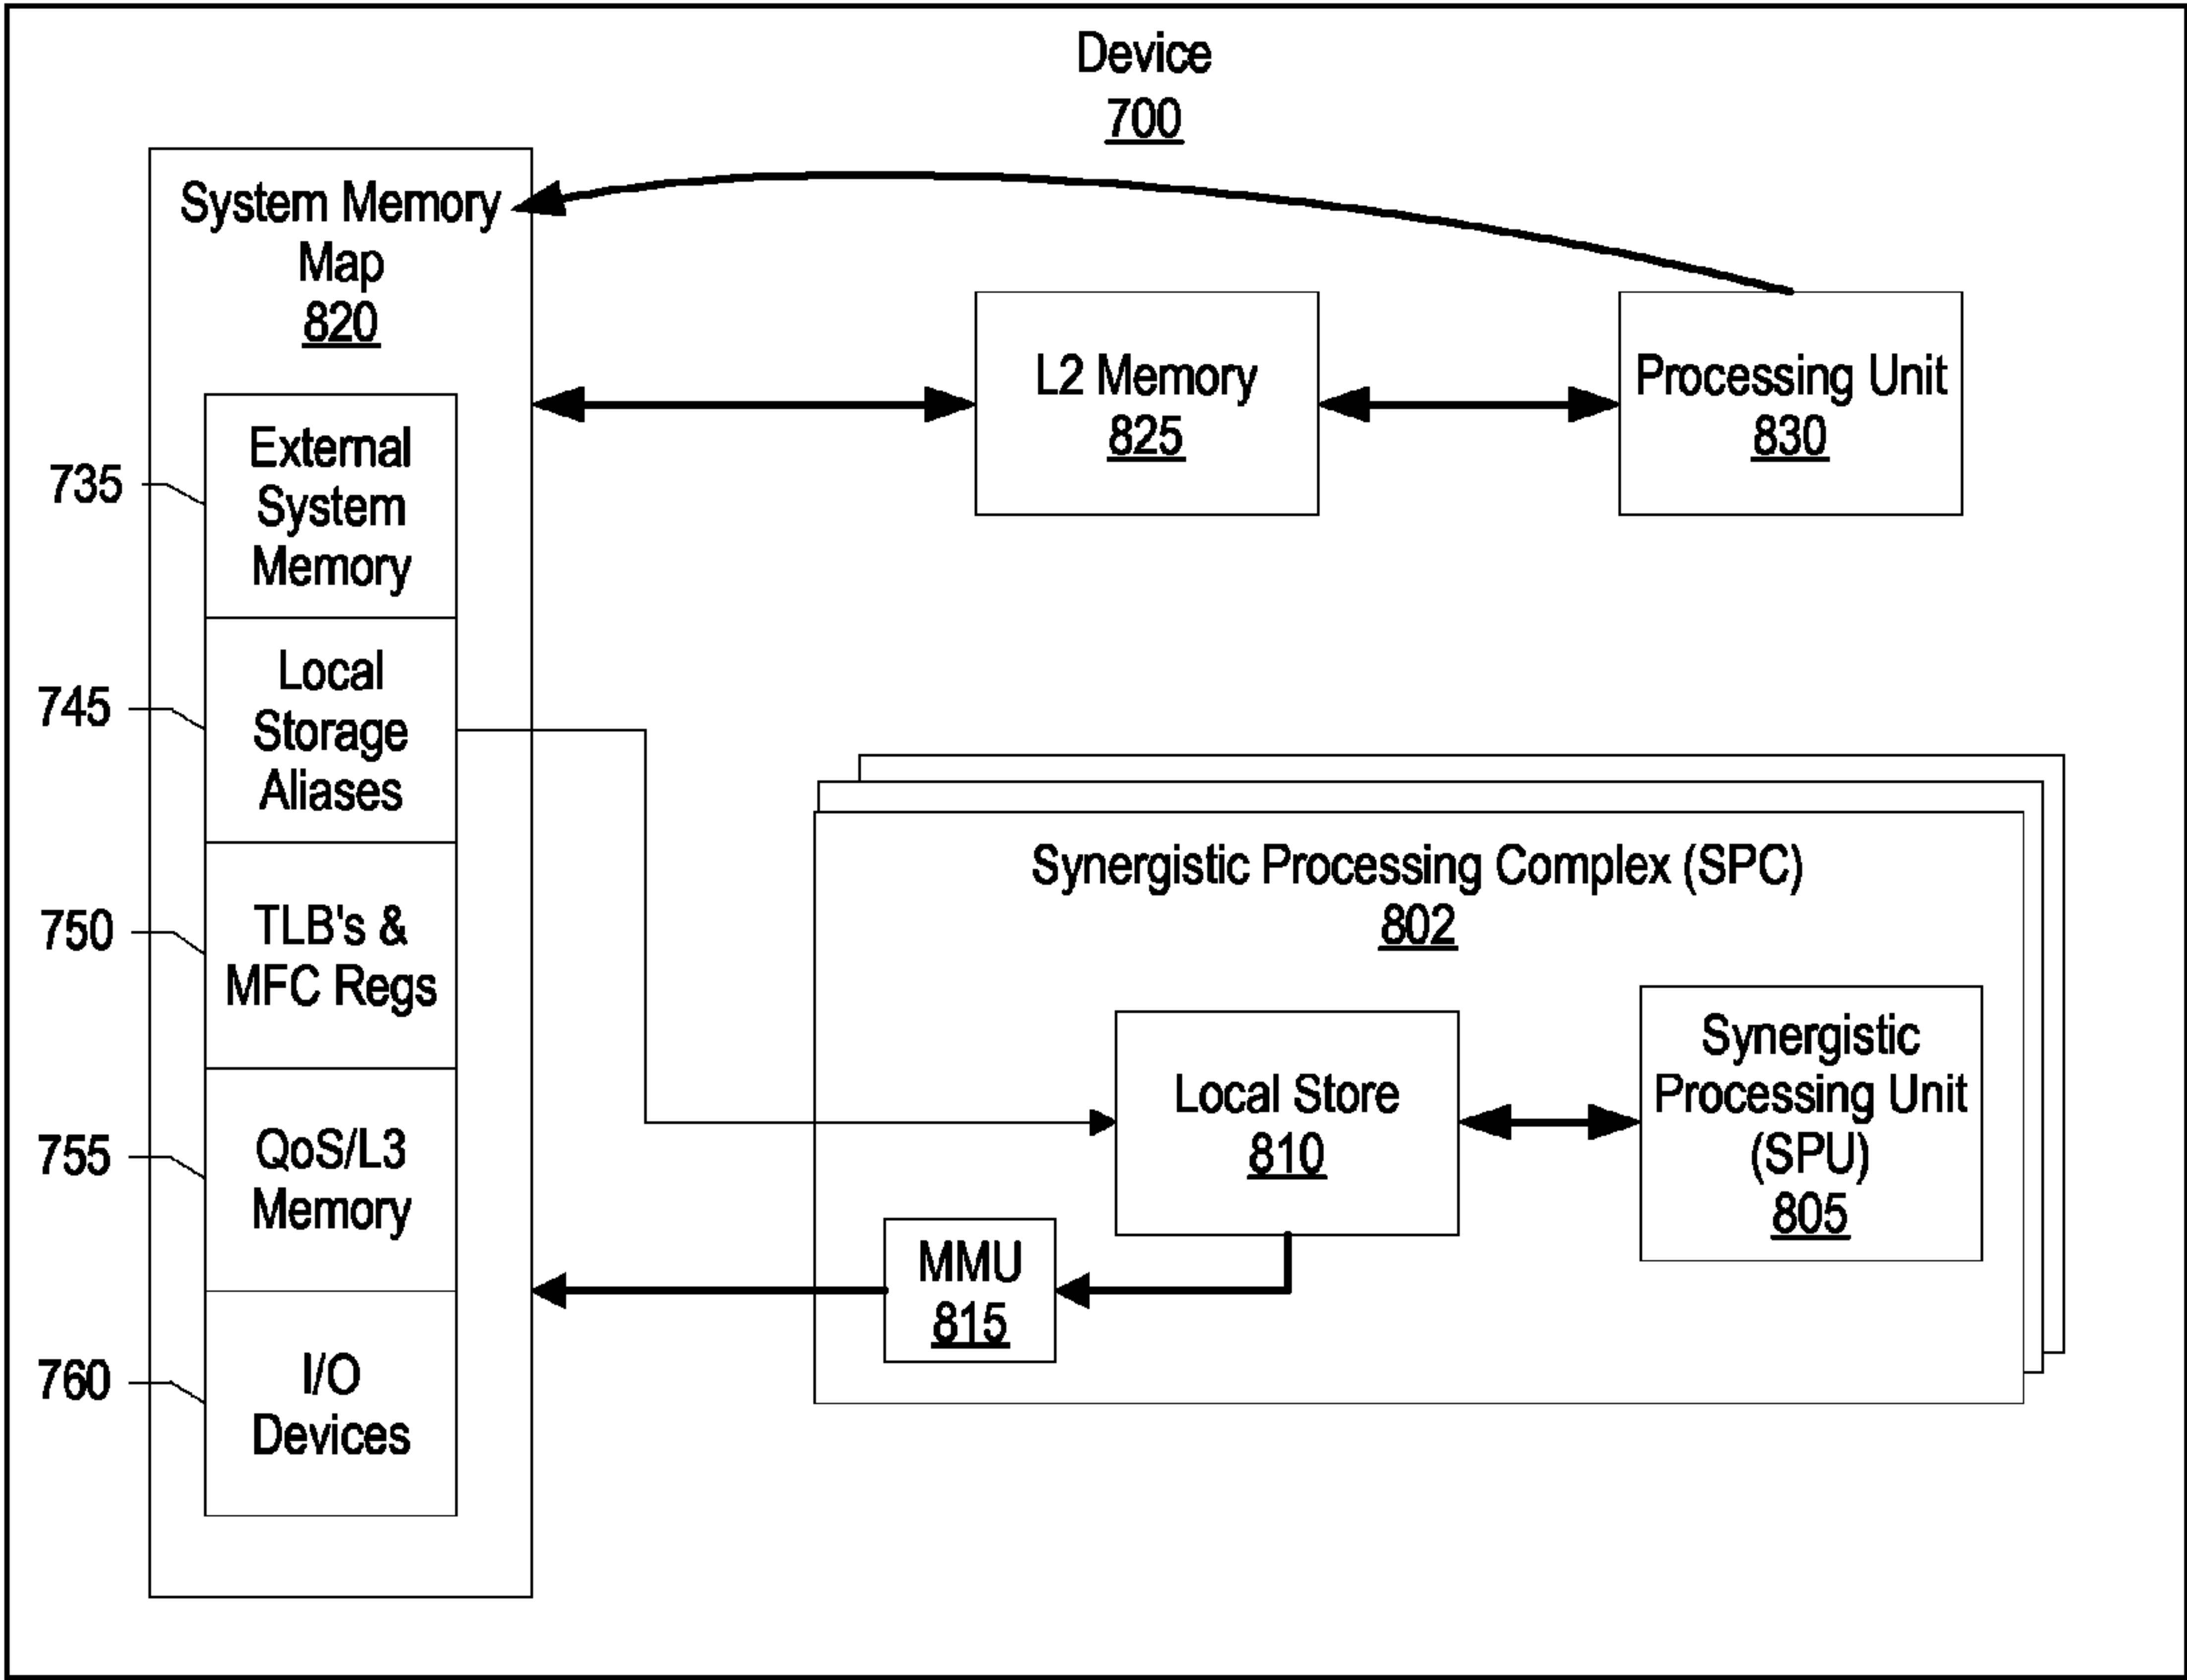 Device
700
System Memory
Map
820
External
System
Memory
735
Local
Storage
Aliases
745
TLB's &
MFC Regs
750
QoS/L3
Memory
755
I/O
Devices
760
L2 Memory
825
Processing Unit
830
Synergistic Processing Complex (SPC)
802
Local Store
810
Synergistic
Processing Unit
(SPU)
805
MMU
815